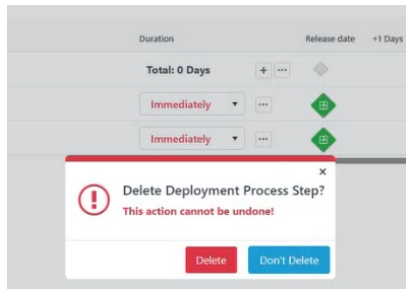 Duration Release date +1 Days
Total: 0 Days + ...
Immediately ...
Immediately ...
x
Delete Deployment Process Step?
This action cannot be undone!
Delete Don't Delete